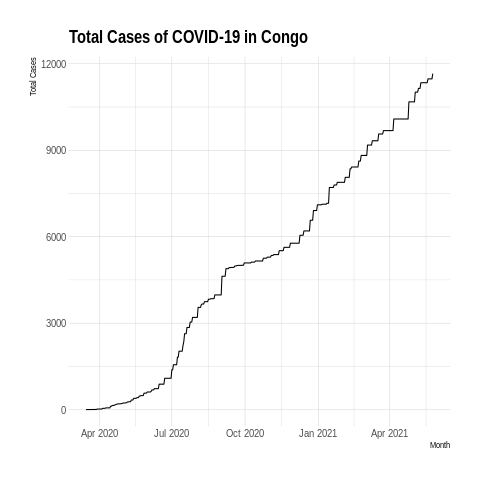 Total Cases of COVID-19 in Congo
Total Cases
12000
9000
6000
3000
0
Apr 2020 Jul 2020 Oct 2020 Jan 2021 Apr 2021
Month